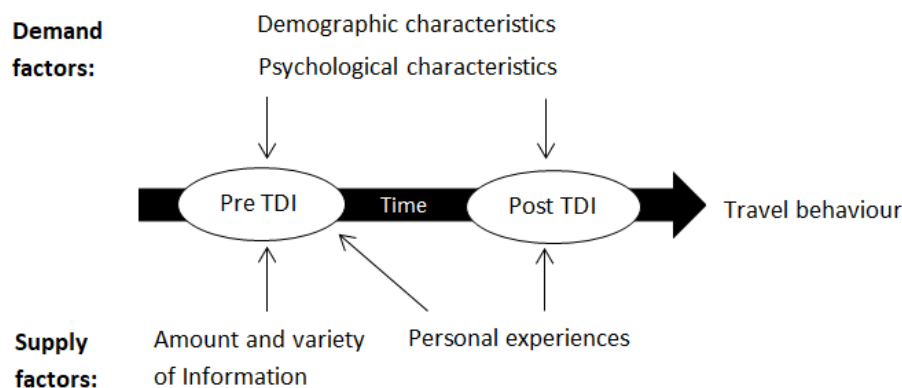 Demand Demographic characteristics
factors: Psychological characteristics
Pre TDI Time Post TDI Travel behaviour
Supply Amount and variety Personal experiences
factors: of Information